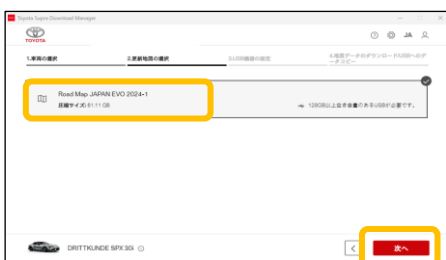 Toyota Supra Download Manager
TOYOTA
JA
1.車両の選択
2.更新地図の選択
3.USB機器の設定
4.地図データのダウンロード/USBへのデ
ータコピー
Road Map JAPAN EVO 2024-1
圧縮サイズ: 61.11 GB
128GB以上空き容量のあるUSBが必要です。
DRITTKUNDE SPX 30i
次へ